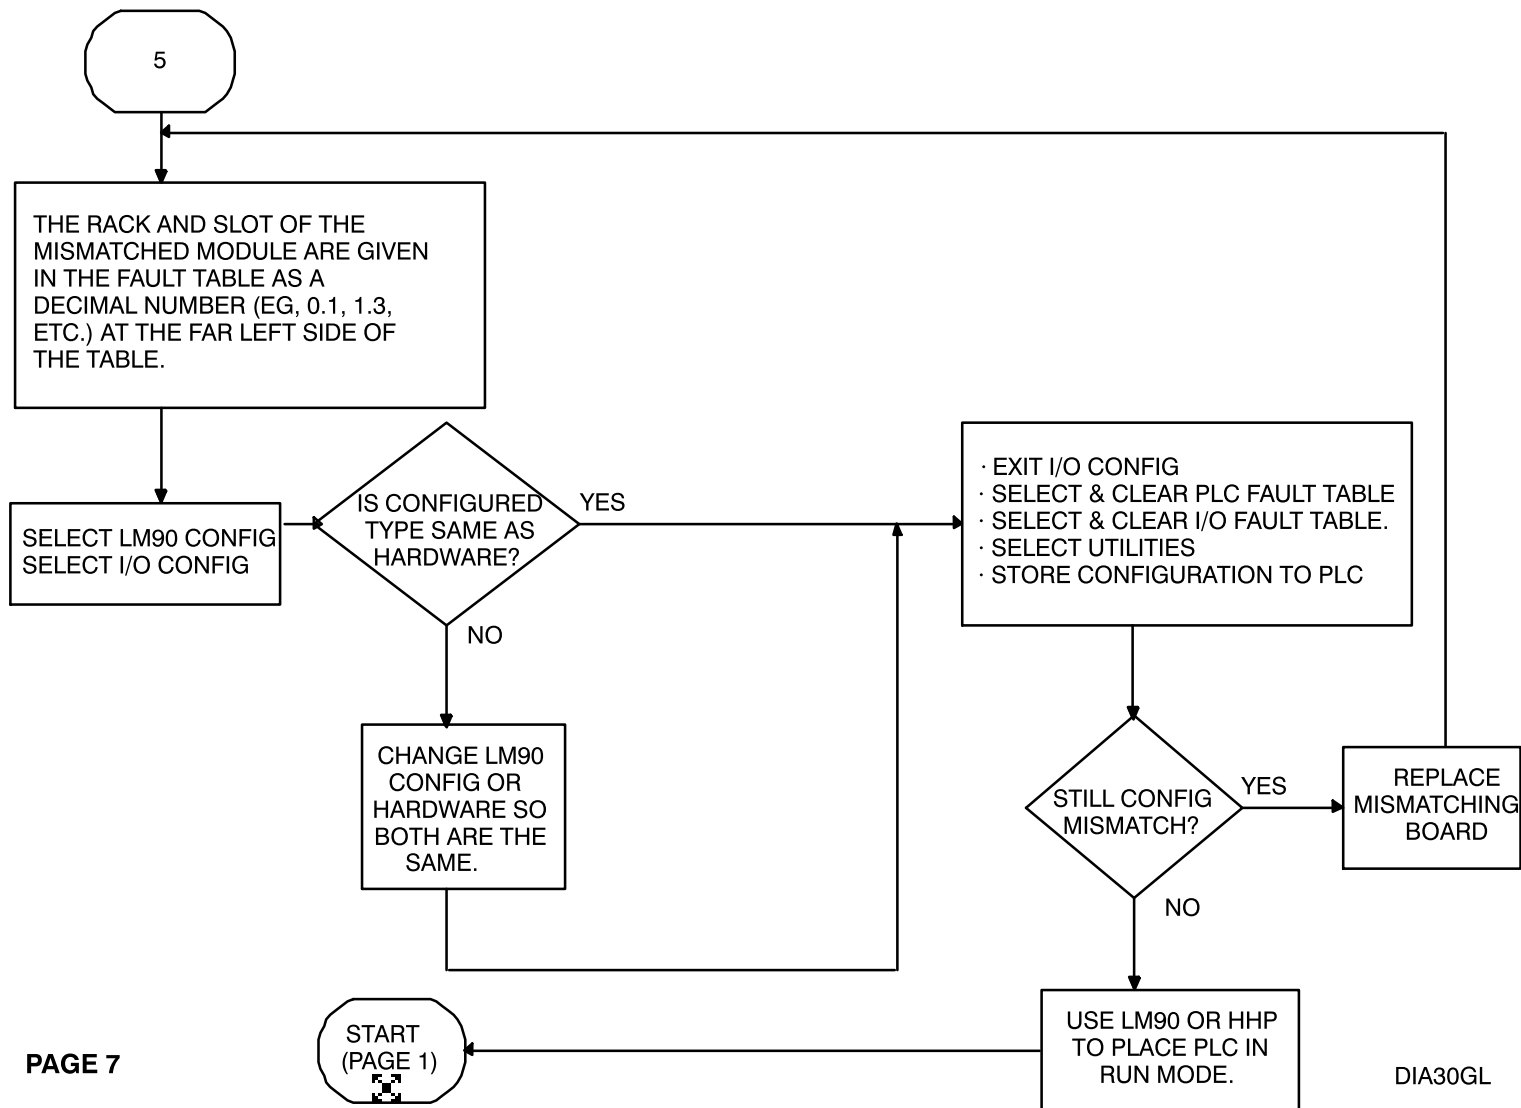 5
THE RACK AND SLOT OF THE
MISMATCHED MODULE ARE GIVEN
IN THE FAULT TABLE AS A
DECIMAL NUMBER (EG, 0.1, 1.3,
ETC.) AT THE FAR LEFT SIDE OF
THE TABLE.
SELECT LM90 CONFIG
SELECT I/O CONFIG
IS CONFIGURED
TYPE SAME AS
HARDWARE?
YES
NO
CHANGE LM90
CONFIG OR
HARDWARE SO
BOTH ARE THE
SAME.
· EXIT I/O CONFIG
· SELECT & CLEAR PLC FAULT TABLE
· SELECT & CLEAR I/O FAULT TABLE.
· SELECT UTILITIES
· STORE CONFIGURATION TO PLC
STILL CONFIG
MISMATCH?
YES
REPLACE
MISMATCHING
BOARD
NO
USE LM90 OR HHP
TO PLACE PLC IN
RUN MODE.
START
(PAGE 1)
PAGE 7
DIA30GL